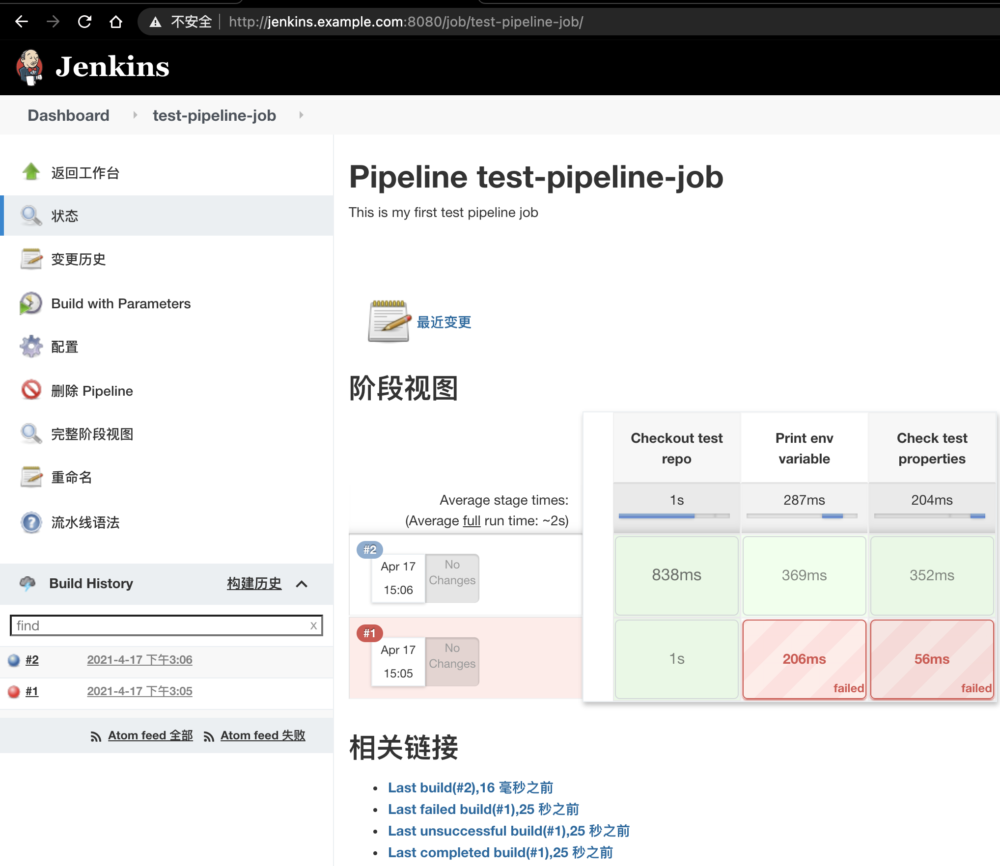 不安全 http://jenkins.example.com:8080/job/test-pipeline-job/
Jenkins
Dashboard test-pipeline-job
返回工作台
状态
变更历史
Build with Parameters
配置
删除 Pipeline
完整阶段视图
重命名
流水线语法
Build History 构建历史
find x
#2 2021-4-17 下午3:06
#1 2021-4-17 下午3:05
Atom feed 全部 Atom feed 失败
Pipeline test-pipeline-job
This is my first test pipeline job
最近变更
阶段视图
Checkout test
repo
Print env
variable
Check test
properties
Average stage times:
(Average full run time: ~2s)
1s 287ms 204ms
#2
Apr 17
15:06
No
Changes
838ms 369ms 352ms
#1
Apr 17
15:05
No
Changes
1s
206ms
failed
56ms
failed
相关链接
• Last build(#2),16 毫秒之前
• Last failed build(#1),25 秒之前
• Last unsuccessful build(#1),25 秒之前
• Last completed build(#1),25 秒之前